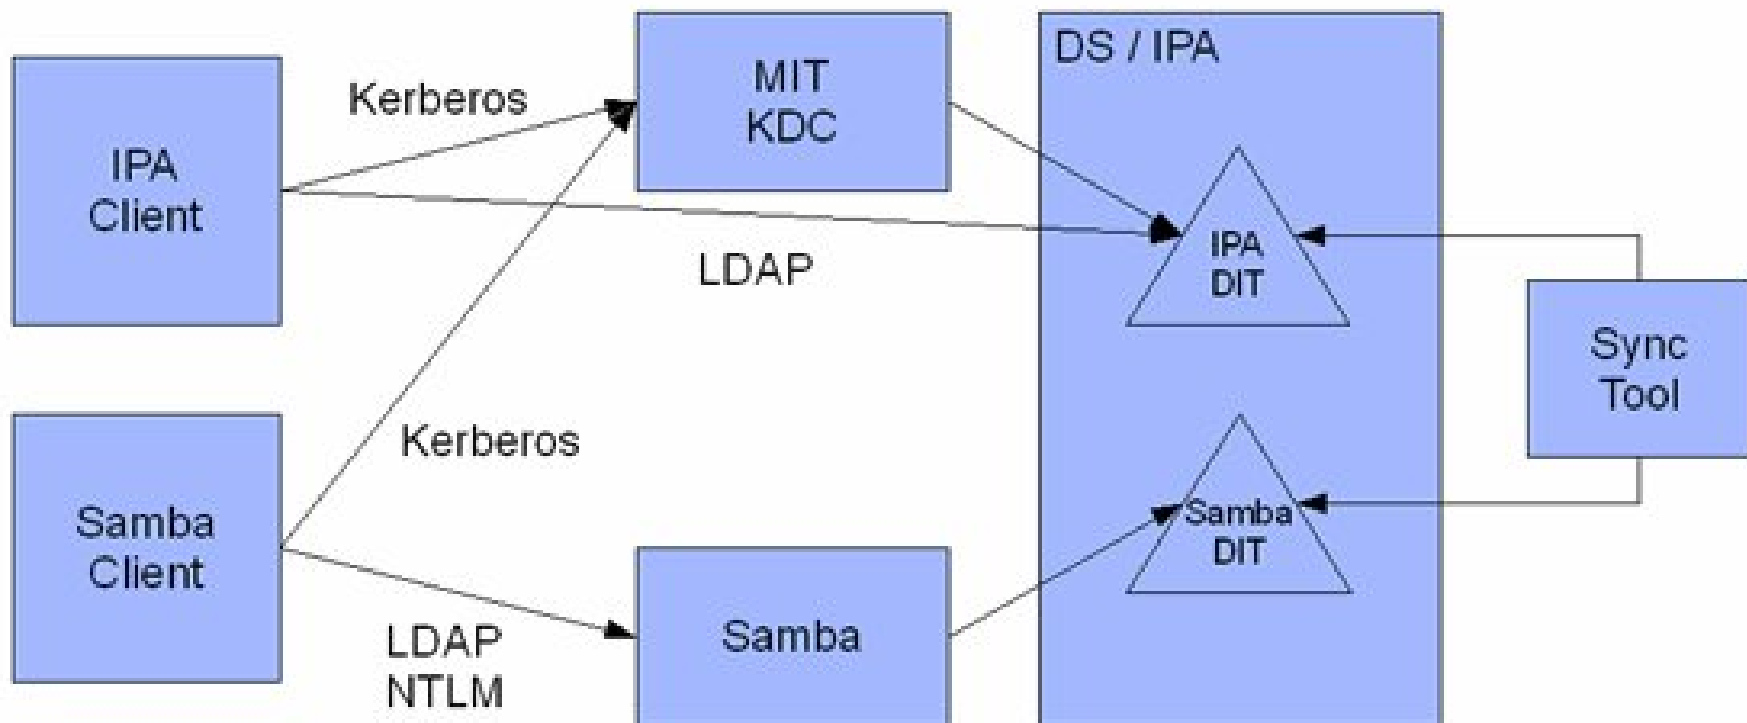 MIT
KDC
DS / IPA
Kerberos
IPA
Client
LDAP
IPA
DIT
Sync
Tool
Kerberos
Samba
Client
Samba
DIT
LDAP
NTLM
Samba